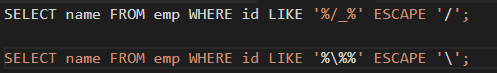 SELECT name FROM emp WHERE id LIKE '%/_%' ESCAPE '/';
SELECT name FROM emp WHERE id LIKE '%\%%' ESCAPE '\';